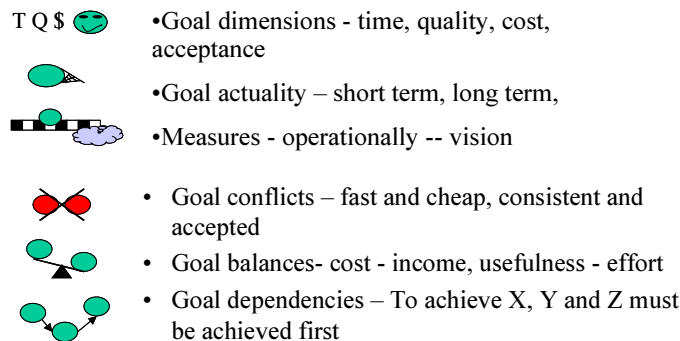 T Q $ •Goal dimensions - time, quality, cost,
acceptance
•Goal actuality – short term, long term,
•Measures - operationally -- vision
• Goal conflicts – fast and cheap, consistent and
accepted
• Goal balances- cost - income, usefulness - effort
• Goal dependencies – To achieve X, Y and Z must
be achieved first